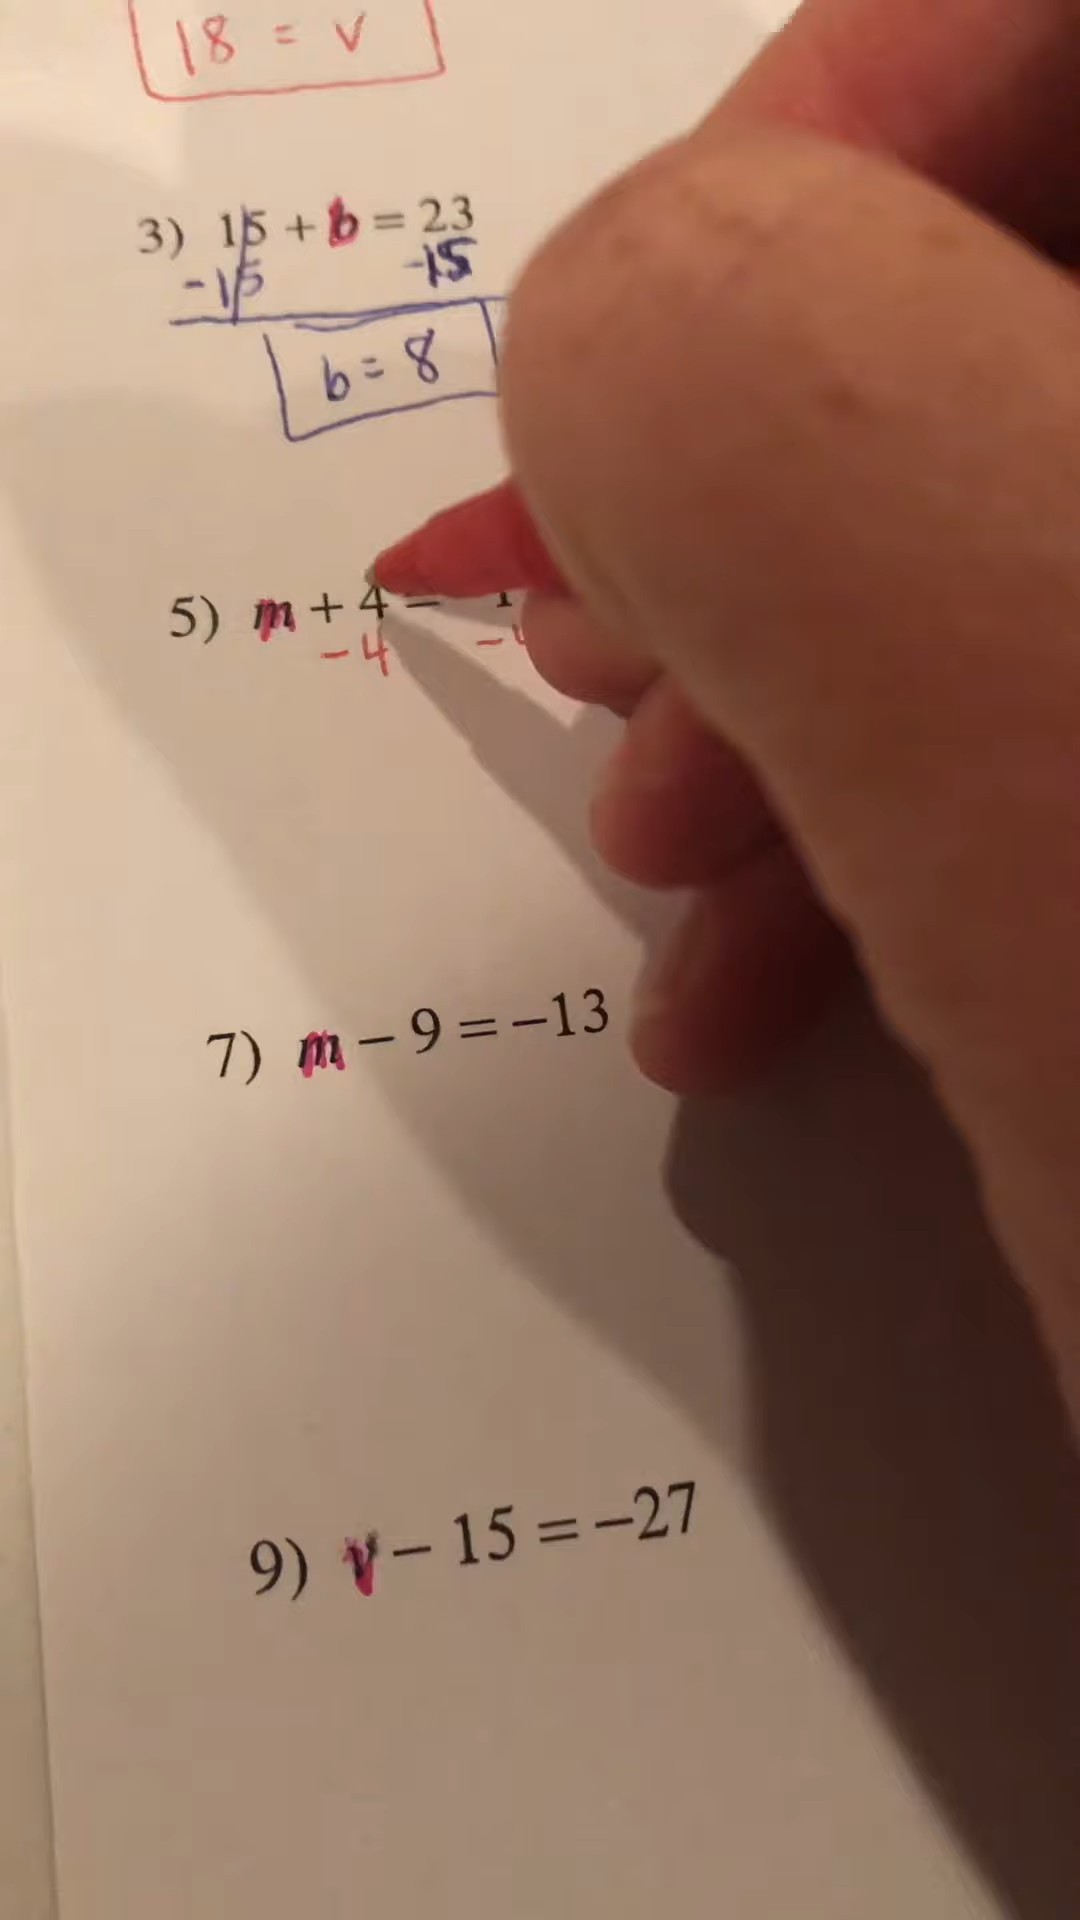 18 = v
3) 15 + b = 23
-15 -15
b = 8
5) m + 4 =
-4
7) m − 9 = −13
9) v − 15 = −27